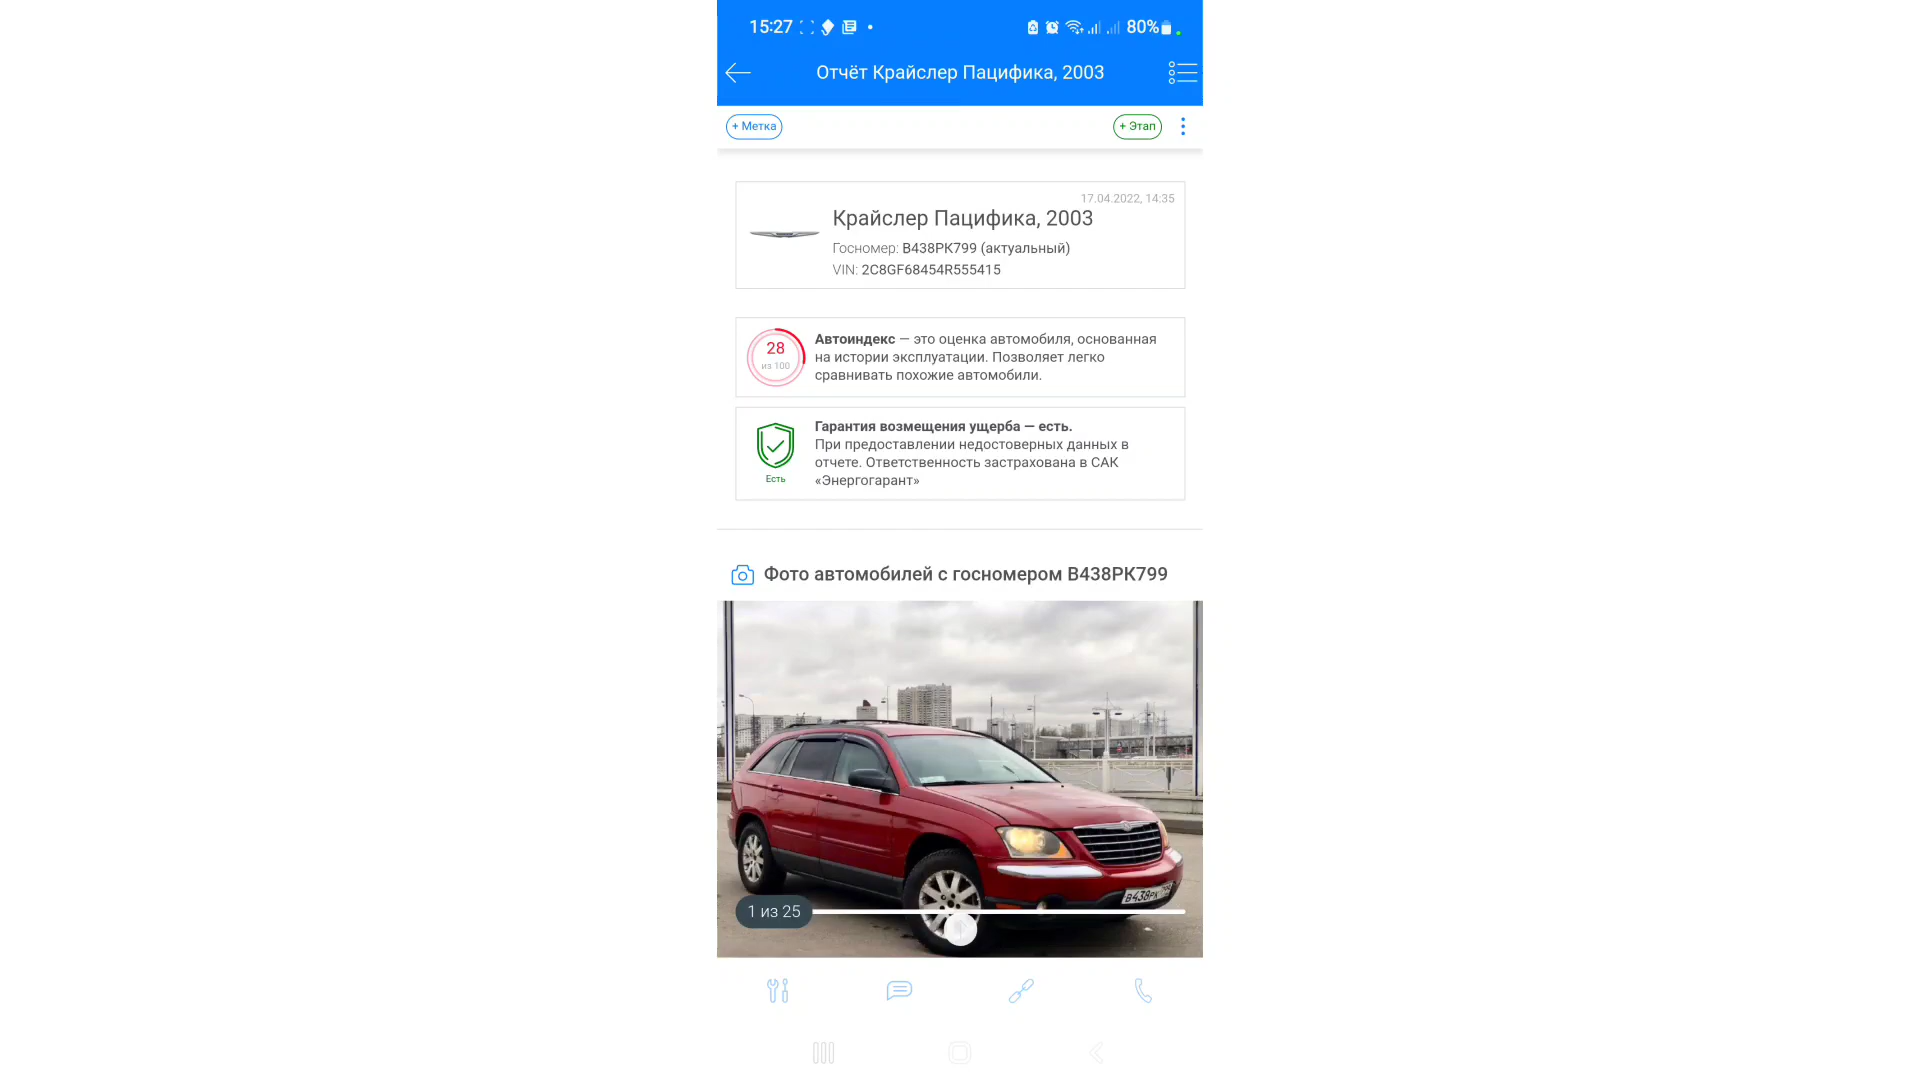 15:27
80%
Отчёт Крайслер Пацифика, 2003
+ Метка
+ Этап
17.04.2022, 14:35
Крайслер Пацифика, 2003
Госномер: В438РК799 (актуальный)
VIN: 2C8GF68454R555415
28
из 100
Автоиндекс — это оценка автомобиля, основанная
на истории эксплуатации. Позволяет легко
сравнивать похожие автомобили.
Есть
Гарантия возмещения ущерба — есть.
При предоставлении недостоверных данных в
отчете. Ответственность застрахована в САК
«Энергогарант»
Фото автомобилей с госномером В438РК799
В438РК799
1 из 25